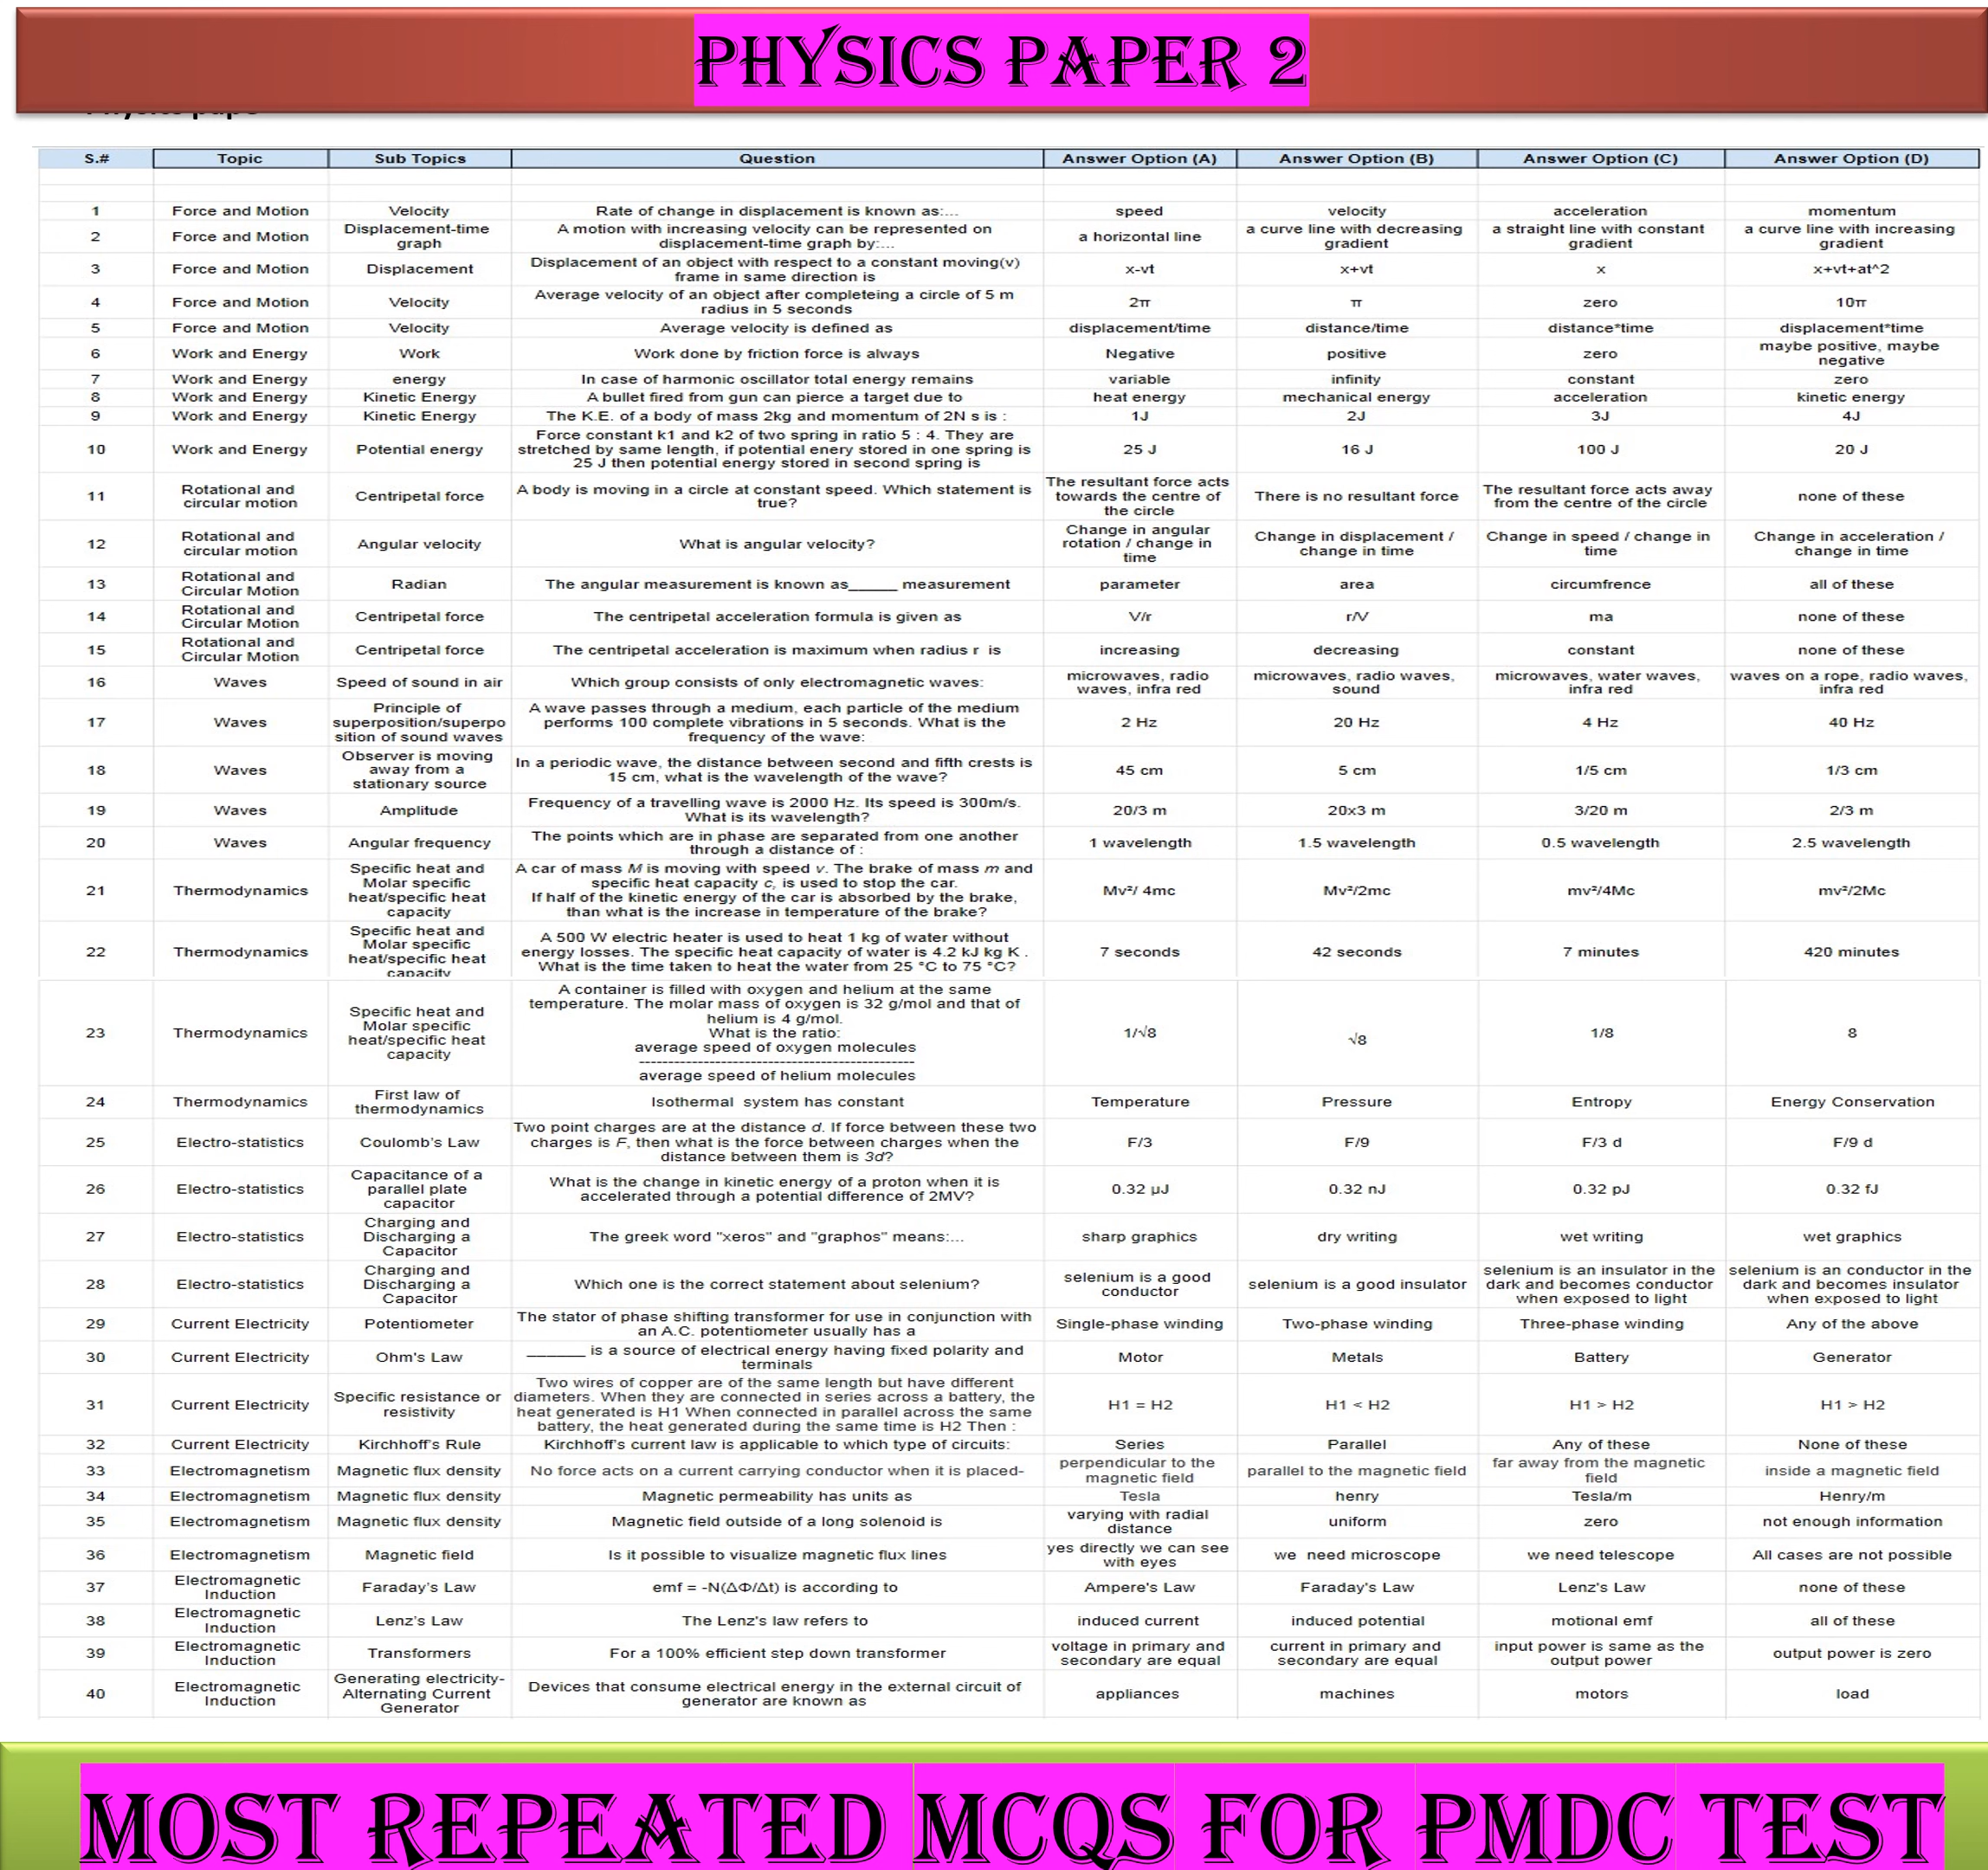 PHYSICS PAPER 2
S.# Topic Sub Topics Question Answer Option (A) Answer Option (B) Answer Option (C) Answer Option (D)
1 Force and Motion Velocity Rate of change in displacement is known as:... speed velocity acceleration momentum
2 Force and Motion Displacement-time graph A motion with increasing velocity can be represented on displacement-time graph by:... a horizontal line a curve line with decreasing gradient a straight line with constant gradient a curve line with increasing gradient
3 Force and Motion Displacement Displacement of an object with respect to a constant moving(v) frame in same direction is x-vt x+vt x x+vt+at^2
4 Force and Motion Velocity Average velocity of an object after completeing a circle of 5 m radius in 5 seconds 2π π zero 10π
5 Force and Motion Velocity Average velocity is defined as displacement/time distance/time distance*time displacement*time
6 Work and Energy Work Work done by friction force is always Negative positive zero maybe positive, maybe negative
7 Work and Energy energy In case of harmonic oscillator total energy remains variable infinity constant zero
8 Work and Energy Kinetic Energy A bullet fired from gun can pierce a target due to heat energy mechanical energy acceleration kinetic energy
9 Work and Energy Kinetic Energy The K.E. of a body of mass 2kg and momentum of 2N s is : 1J 2J 3J 4J
10 Work and Energy Potential energy Force constant k1 and k2 of two spring in ratio 5 : 4. They are stretched by same length, if potential enery stored in one spring is 25 J then potential energy stored in second spring is 25 J 16 J 100 J 20 J
11 Rotational and circular motion Centripetal force A body is moving in a circle at constant speed. Which statement is true? The resultant force acts towards the centre of the circle There is no resultant force The resultant force acts away from the centre of the circle none of these
12 Rotational and circular motion Angular velocity What is angular velocity? Change in angular rotation / change in time Change in displacement / change in time Change in speed / change in time Change in acceleration / change in time
13 Rotational and Circular Motion Radian The angular measurement is known as_____ measurement parameter area circumfrence all of these
14 Rotational and Circular Motion Centripetal force The centripetal acceleration formula is given as V/r r/V ma none of these
15 Rotational and Circular Motion Centripetal force The centripetal acceleration is maximum when radius r is increasing decreasing constant none of these
16 Waves Speed of sound in air Which group consists of only electromagnetic waves: microwaves, radio waves, infra red microwaves, radio waves, sound microwaves, water waves, infra red waves on a rope, radio waves, infra red
17 Waves Principle of superposition/superposition of sound waves A wave passes through a medium, each particle of the medium performs 100 complete vibrations in 5 seconds. What is the frequency of the wave: 2 Hz 20 Hz 4 Hz 40 Hz
18 Waves Observer is moving away from a stationary source In a periodic wave, the distance between second and fifth crests is 15 cm, what is the wavelength of the wave? 45 cm 5 cm 1/5 cm 1/3 cm
19 Waves Amplitude Frequency of a travelling wave is 2000 Hz. Its speed is 300m/s. What is its wavelength? 20/3 m 20x3 m 3/20 m 2/3 m
20 Waves Angular frequency The points which are in phase are separated from one another through a distance of : 1 wavelength 1.5 wavelength 0.5 wavelength 2.5 wavelength
21 Thermodynamics Specific heat and Molar specific heat/specific heat capacity A car of mass M is moving with speed v. The brake of mass m and specific heat capacity c, is used to stop the car. If half of the kinetic energy of the car is absorbed by the brake, than what is the increase in temperature of the brake? Mv²/ 4mc Mv²/2mc mv²/4Mc mv²/2Mc
22 Thermodynamics Specific heat and Molar specific heat/specific heat capacity A 500 W electric heater is used to heat 1 kg of water without energy losses. The specific heat capacity of water is 4.2 kJ kg K . What is the time taken to heat the water from 25 °C to 75 °C? 7 seconds 42 seconds 7 minutes 420 minutes
23 Thermodynamics Specific heat and Molar specific heat/specific heat capacity A container is filled with oxygen and helium at the same temperature. The molar mass of oxygen is 32 g/mol and that of helium is 4 g/mol. What is the ratio: average speed of oxygen molecules ----------------------------------------------- average speed of helium molecules 1/√8 √8 1/8 8
24 Thermodynamics First law of thermodynamics Isothermal system has constant Temperature Pressure Entropy Energy Conservation
25 Electro-statistics Coulomb's Law Two point charges are at the distance d. If force between these two charges is F, then what is the force between charges when the distance between them is 3d? F/3 F/9 F/3 d F/9 d
26 Electro-statistics Capacitance of a parallel plate capacitor What is the change in kinetic energy of a proton when it is accelerated through a potential difference of 2MV? 0.32 µJ 0.32 nJ 0.32 pJ 0.32 fJ
27 Electro-statistics Charging and Discharging a Capacitor The greek word "xeros" and "graphos" means:... sharp graphics dry writing wet writing wet graphics
28 Electro-statistics Charging and Discharging a Capacitor Which one is the correct statement about selenium? selenium is a good conductor selenium is a good insulator selenium is an insulator in the dark and becomes conductor when exposed to light selenium is an conductor in the dark and becomes insulator when exposed to light
29 Current Electricity Potentiometer The stator of phase shifting transformer for use in conjunction with an A.C. potentiometer usually has a Single-phase winding Two-phase winding Three-phase winding Any of the above
30 Current Electricity Ohm's Law ______ is a source of electrical energy having fixed polarity and terminals Motor Metals Battery Generator
31 Current Electricity Specific resistance or resistivity Two wires of copper are of the same length but have different diameters. When they are connected in series across a battery, the heat generated is H1 When connected in parallel across the same battery, the heat generated during the same time is H2 Then : H1 = H2 H1 < H2 H1 > H2 H1 > H2
32 Current Electricity Kirchhoff's Rule Kirchhoff's current law is applicable to which type of circuits: Series Parallel Any of these None of these
33 Electromagnetism Magnetic flux density No force acts on a current carrying conductor when it is placed- perpendicular to the magnetic field parallel to the magnetic field far away from the magnetic field inside a magnetic field
34 Electromagnetism Magnetic flux density Magnetic permeability has units as Tesla henry Tesla/m Henry/m
35 Electromagnetism Magnetic flux density Magnetic field outside of a long solenoid is varying with radial distance uniform zero not enough information
36 Electromagnetism Magnetic field Is it possible to visualize magnetic flux lines yes directly we can see with eyes we need microscope we need telescope All cases are not possible
37 Electromagnetic Induction Faraday's Law emf = -N(ΔΦ/Δt) is according to Ampere's Law Faraday's Law Lenz's Law none of these
38 Electromagnetic Induction Lenz's Law The Lenz's law refers to induced current induced potential motional emf all of these
39 Electromagnetic Induction Transformers For a 100% efficient step down transformer voltage in primary and secondary are equal current in primary and secondary are equal input power is same as the output power output power is zero
40 Electromagnetic Induction Generating electricity-Alternating Current Generator Devices that consume electrical energy in the external circuit of generator are known as appliances machines motors load
MOST REPEATED MCQS FOR PMDC TEST